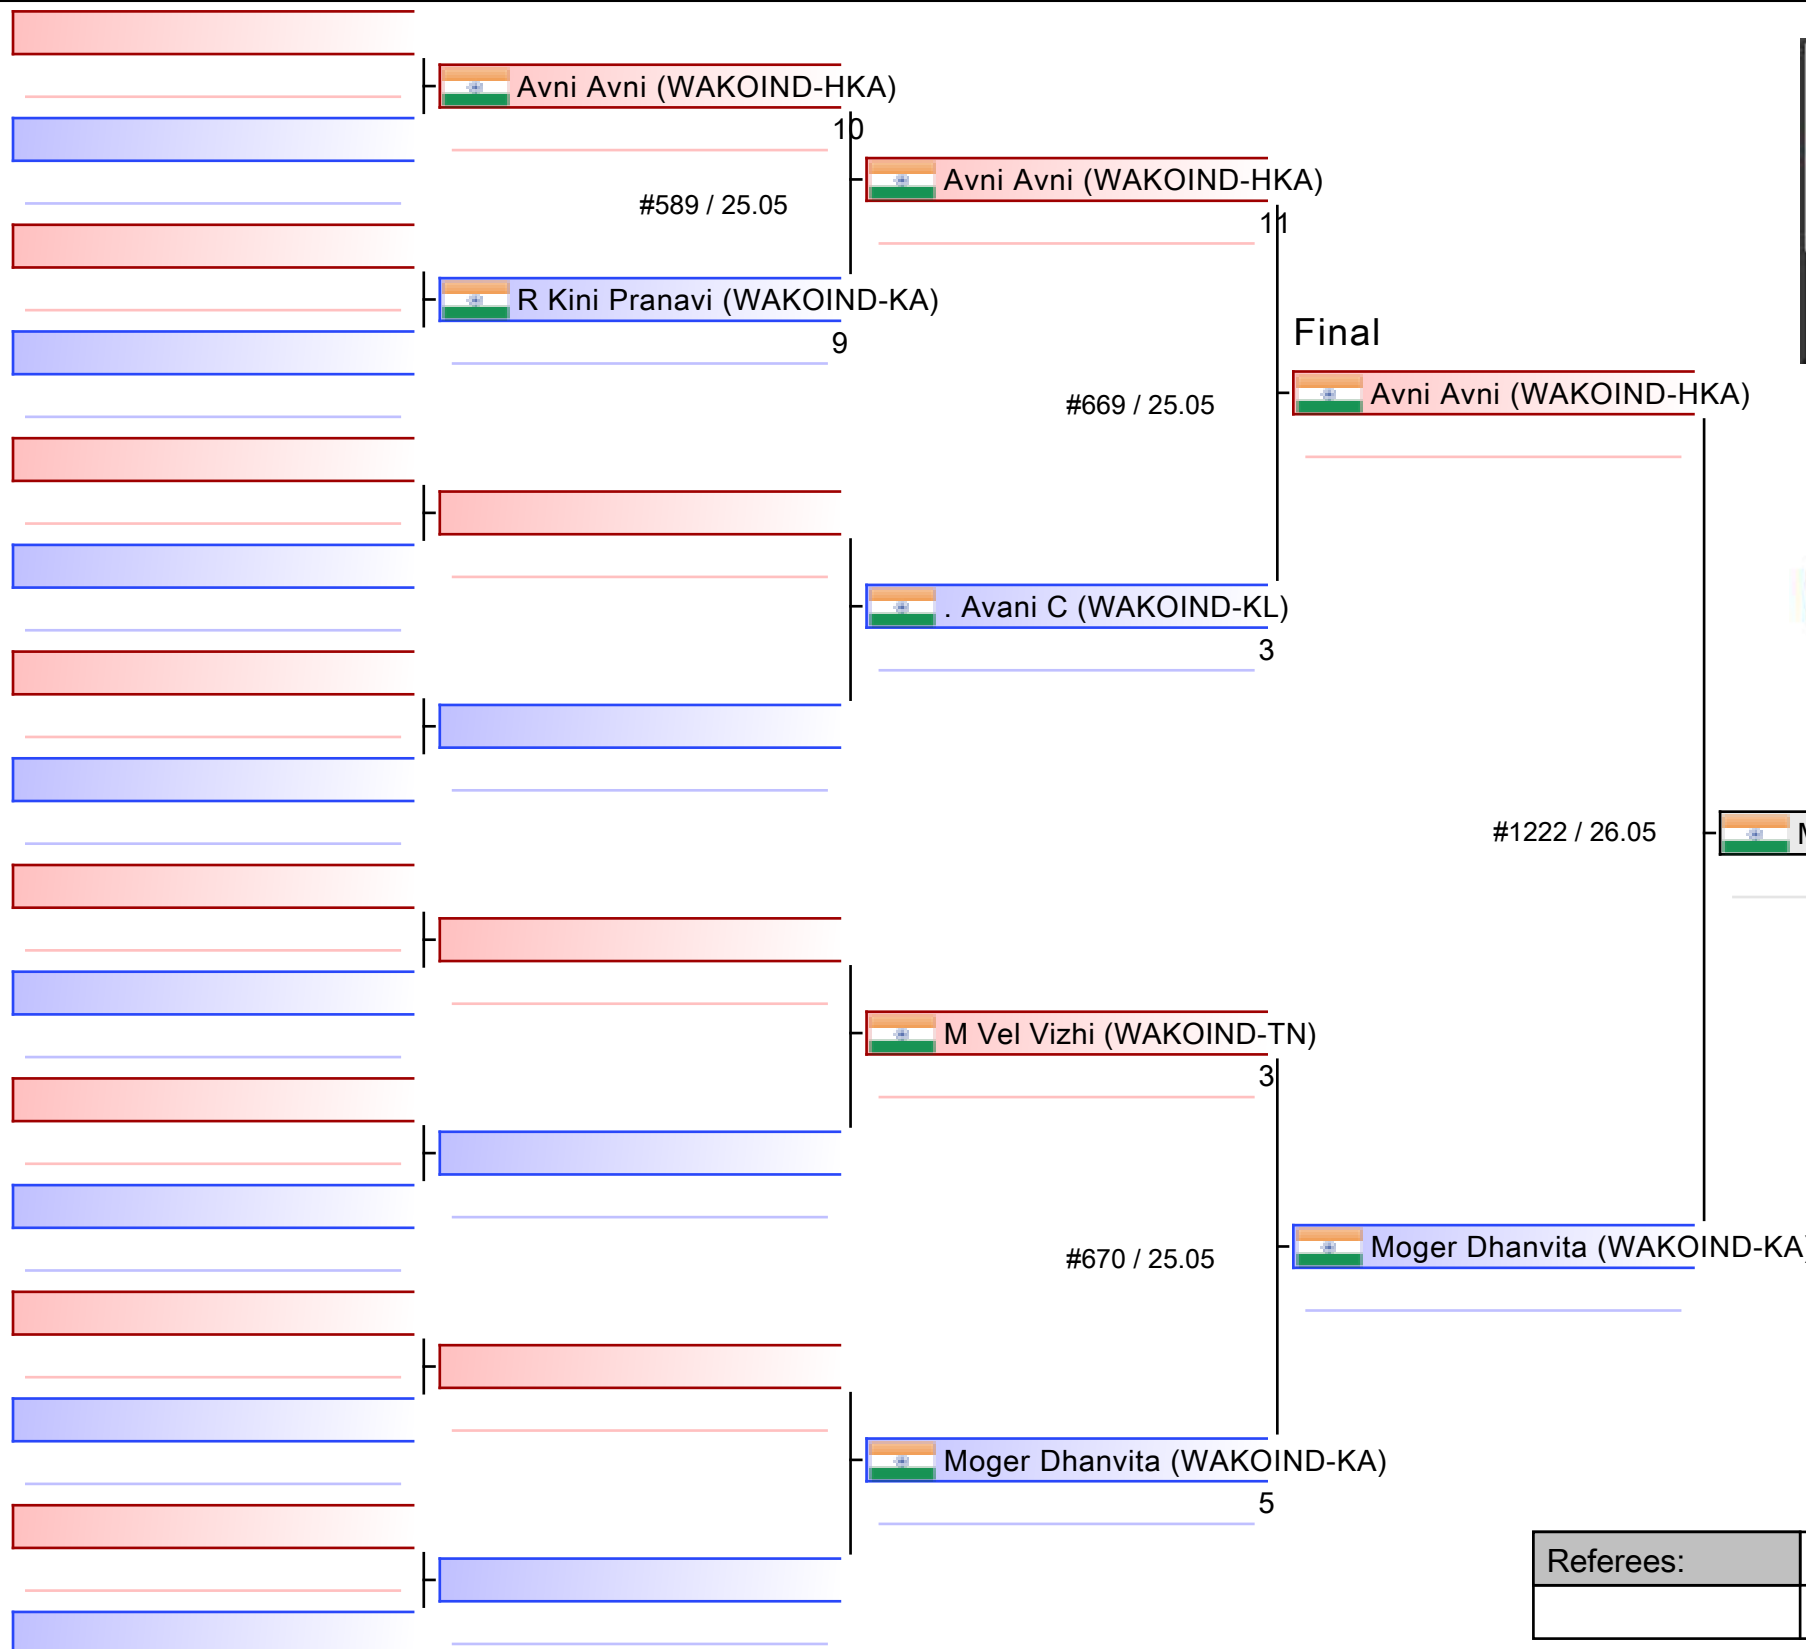 Avni Avni (WAKOIND-HKA)
10
#589 / 25.05
R Kini Pranavi (WAKOIND-KA)
9
Avni Avni (WAKOIND-HKA)
11
#669 / 25.05
. Avani C (WAKOIND-KL)
3
M Vel Vizhi (WAKOIND-TN)
3
#670 / 25.05
Moger Dhanvita (WAKOIND-KA)
5
Final
Avni Avni (WAKOIND-HKA)
#1222 / 26.05
Moger Dhanvita (WAKOIND-KA)
Referees: